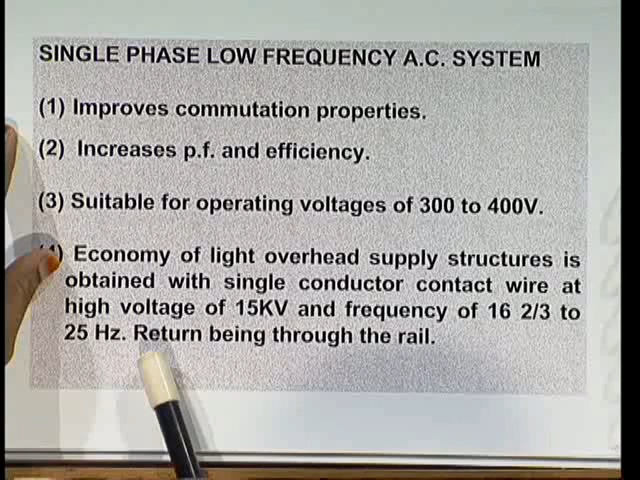 SINGLE PHASE LOW FREQUENCY A.C. SYSTEM
(1) Improves commutation properties.
(2) Increases p.f. and efficiency.
(3) Suitable for operating voltages of 300 to 400V.
Economy of light overhead supply structures is
obtained with single conductor contact wire at
high voltage of 15KV and frequency of 16 2/3 to
25 Hz. Return being through the rail.